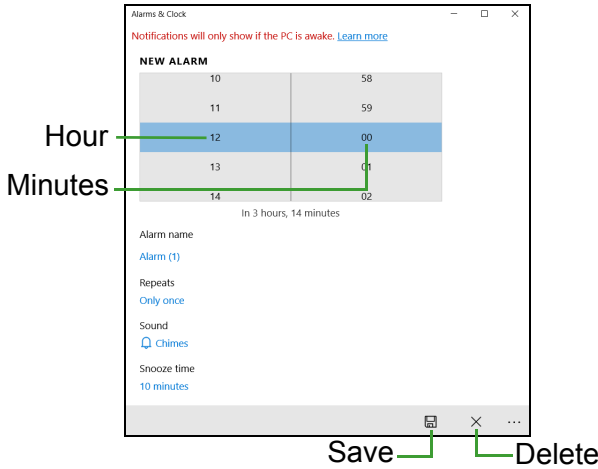 Alarms & Clock
Notifications will only show if the PC is awake. Learn more
NEW ALARM
10 58
11 59
Hour 12 00
13 01
Minutes
14 02
In 3 hours, 14 minutes
Alarm name
Alarm (1)
Repeats
Only once
Sound
Chimes
Snooze time
10 minutes
...
Save Delete